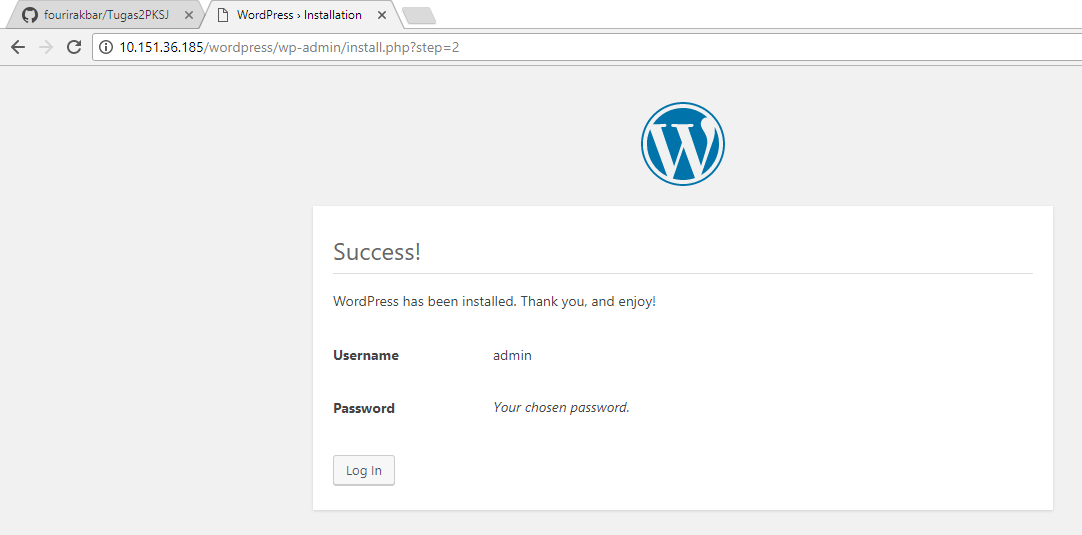 fourirakbar/Tugas2PKSJ
WordPress › Installation
10.151.36.185/wordpress/wp-admin/install.php?step=2
Success!
WordPress has been installed. Thank you, and enjoy!
Username admin
Password Your chosen password.
Log In